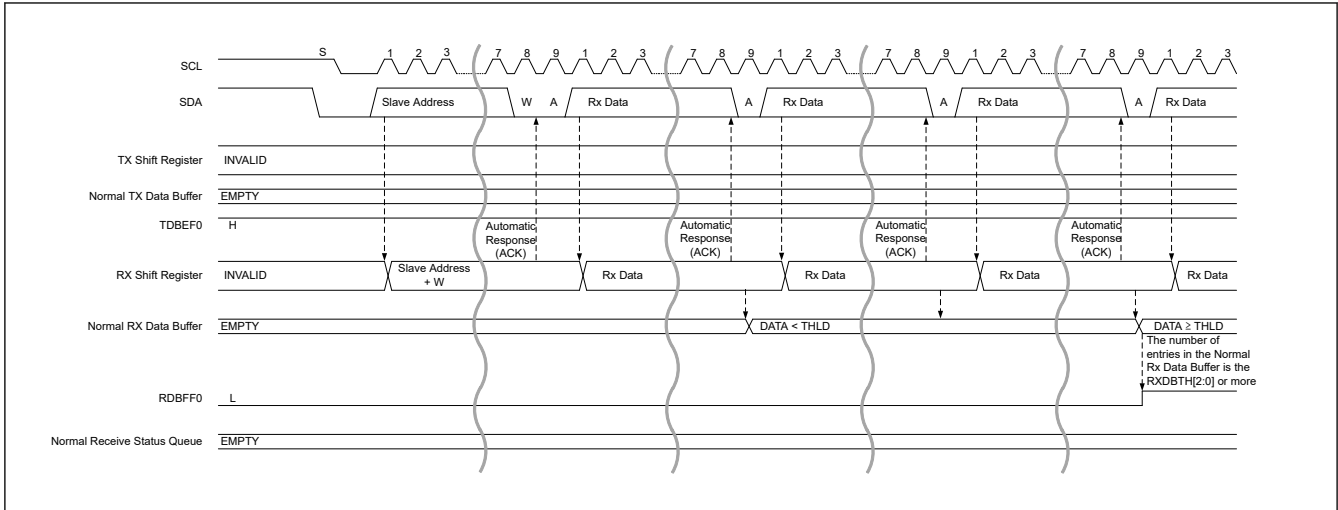 S 1 2 3 7 8 9 1 2 3 7 8 9 1 2 3 7 8 9 1 2 3 7 8 9 1 2 3
SCL
SDA Slave Address W A Rx Data A Rx Data A Rx Data A Rx Data
TX Shift Register INVALID
Normal TX Data Buffer EMPTY
TDBEF0 H
Automatic Response (ACK) Automatic Response (ACK) Automatic Response (ACK) Automatic Response (ACK)
RX Shift Register INVALID Slave Address + W Rx Data Rx Data Rx Data Rx Data
Normal RX Data Buffer EMPTY DATA < THLD DATA ≥ THLD
The number of
entries in the Normal
Rx Data Buffer is the
RXDBTH[2:0] or more
RDBFF0 L
Normal Receive Status Queue EMPTY